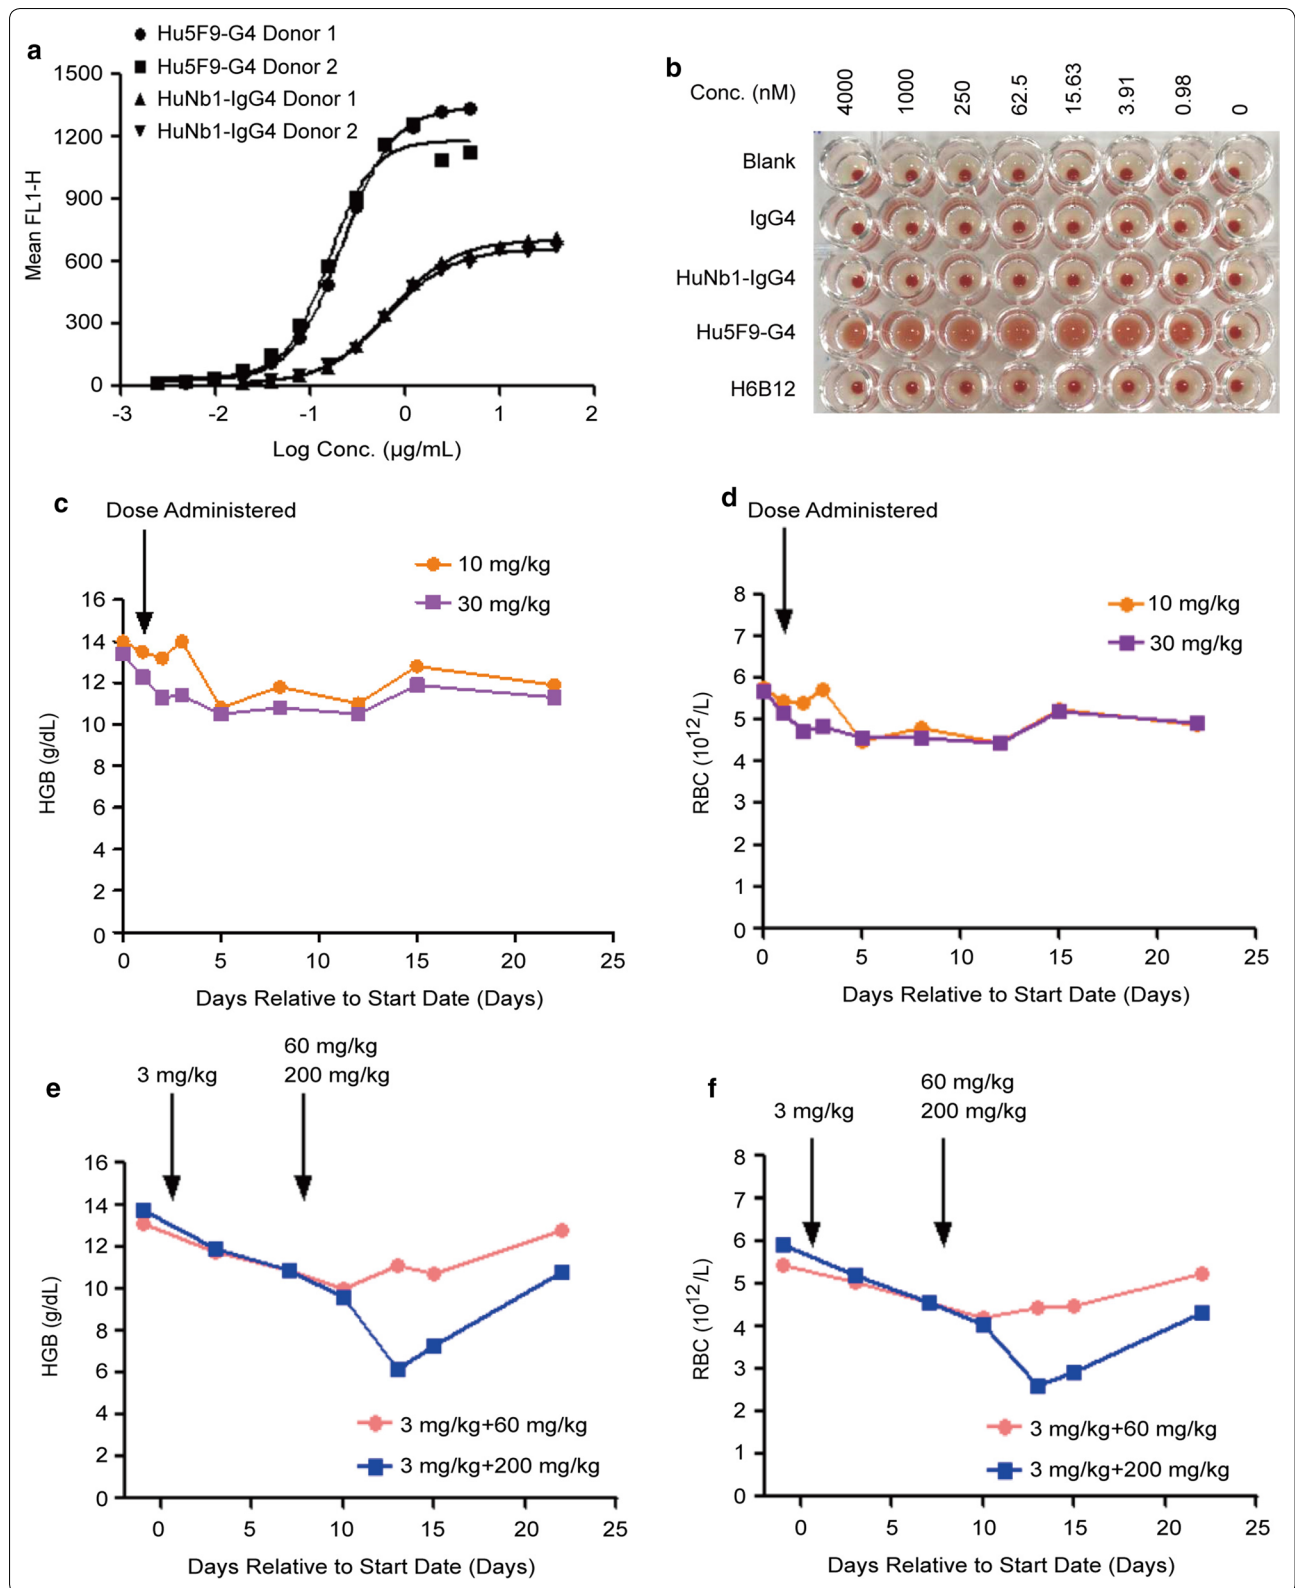 a
Hu5F9-G4 Donor 1
Hu5F9-G4 Donor 2
HuNb1-IgG4 Donor 1
HuNb1-IgG4 Donor 2
1500
1200
900
600
300
0
Mean FL1-H
-3 -2 -1 0 1 2
Log Conc. (µg/mL)
b
Conc. (nM) 4000 1000 250 62.5 15.63 3.91 0.98 0
Blank
IgG4
HuNb1-IgG4
Hu5F9-G4
H6B12
c
Dose Administered
10 mg/kg
30 mg/kg
16
14
12
10
8
6
4
2
0
HGB (g/dL)
0 5 10 15 20 25
Days Relative to Start Date (Days)
d
Dose Administered
10 mg/kg
30 mg/kg
8
7
6
5
4
3
2
1
0
RBC (10¹²/L)
0 5 10 15 20 25
Days Relative to Start Date (Days)
e
3 mg/kg
60 mg/kg
200 mg/kg
16
14
12
10
8
6
4
2
0
HGB (g/dL)
3 mg/kg+60 mg/kg
3 mg/kg+200 mg/kg
0 5 10 15 20 25
Days Relative to Start Date (Days)
f
3 mg/kg
60 mg/kg
200 mg/kg
8
7
6
5
4
3
2
1
0
RBC (10¹²/L)
3 mg/kg+60 mg/kg
3 mg/kg+200 mg/kg
0 5 10 15 20 25
Days Relative to Start Date (Days)